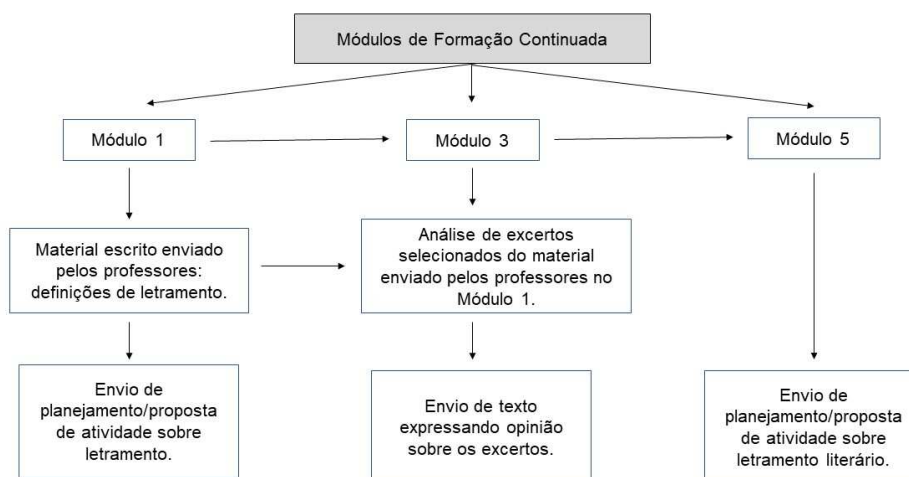 Módulos de Formação Continuada
Módulo 1
Módulo 3
Módulo 5
Material escrito enviado
pelos professores:
definições de letramento.
Análise de excertos
selecionados do material
enviado pelos professores no
Módulo 1.
Envio de
planejamento/proposta
de atividade sobre
letramento.
Envio de texto
expressando opinião
sobre os excertos.
Envio de
planejamento/proposta
de atividade sobre
letramento literário.